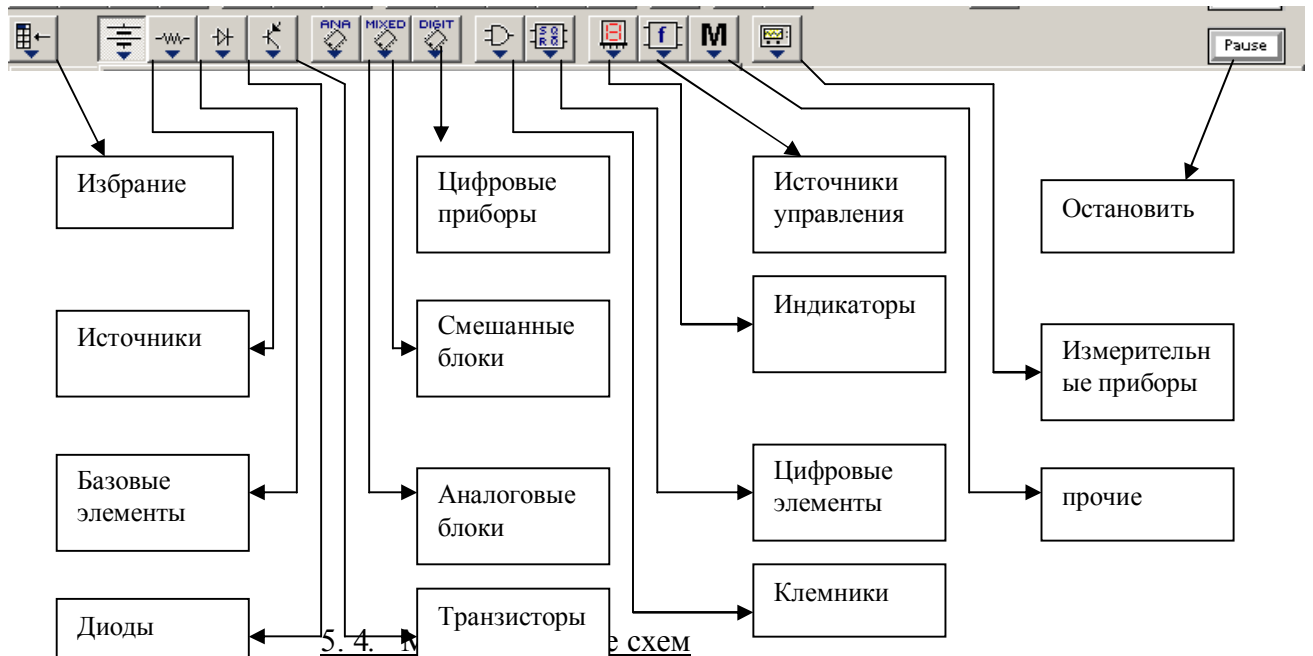 ANA MIXED DIGIT
M
Pause
Избрание
Цифровые
приборы
Источники
управления
Остановить
Источники
Смешанные
блоки
Индикаторы
Измерительн
ые приборы
Базовые
элементы
Аналоговые
блоки
Цифровые
элементы
прочие
Диоды
Транзисторы
Клемники
5. 4.
схем